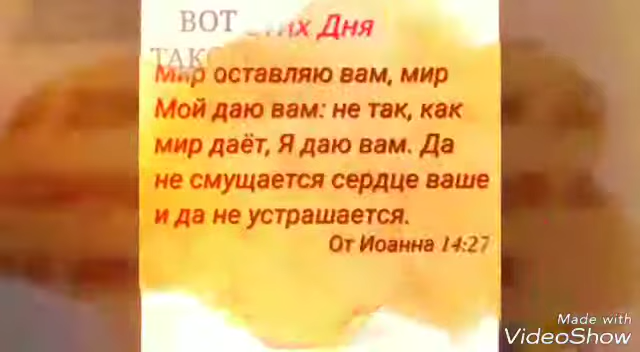 ВОТ
ТАКО
Дня
Мир оставляю вам, мир
Мой даю вам: не так, как
мир даёт, Я даю вам. Да
не смущается сердце ваше
и да не устрашается.
От Иоанна 14:27
Made with
VideoShow